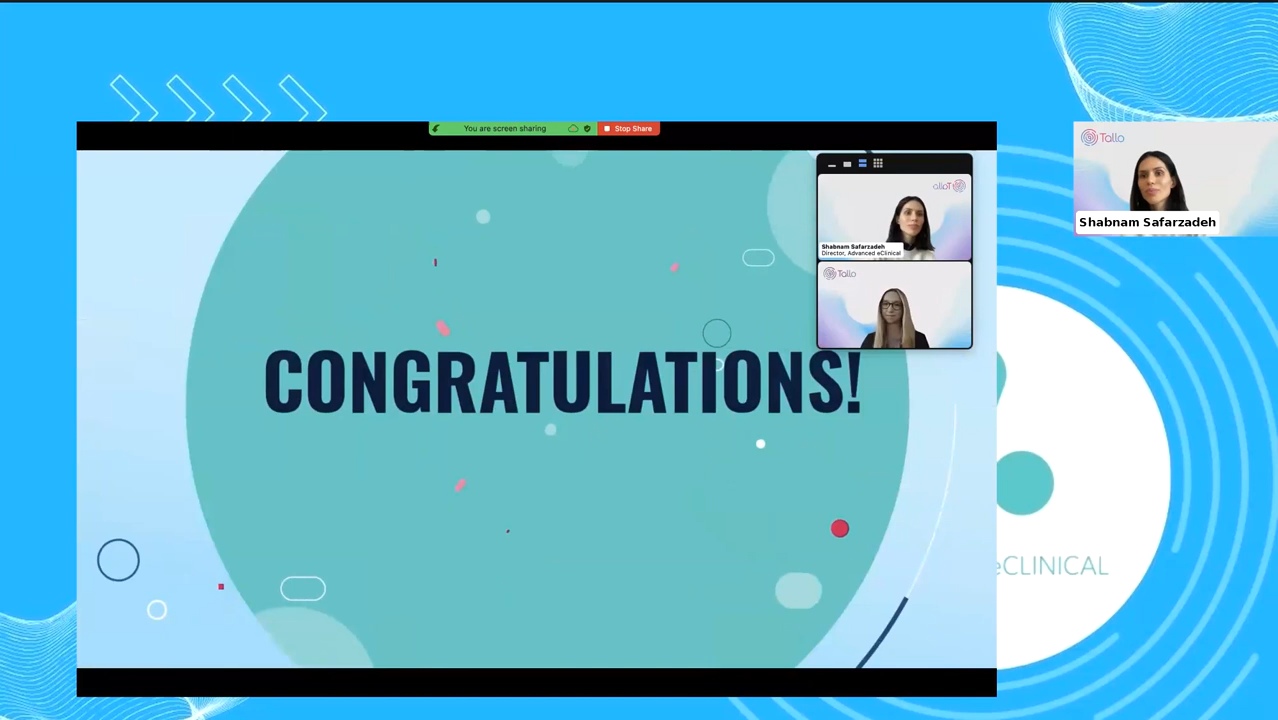 You are screen sharing
Stop Share
Tallo
Shabnam Safarzadeh
Tallo
Shabnam Safarzadeh
Director, Advanced eClinical
Tallo
CONGRATULATIONS!
eCLINICAL